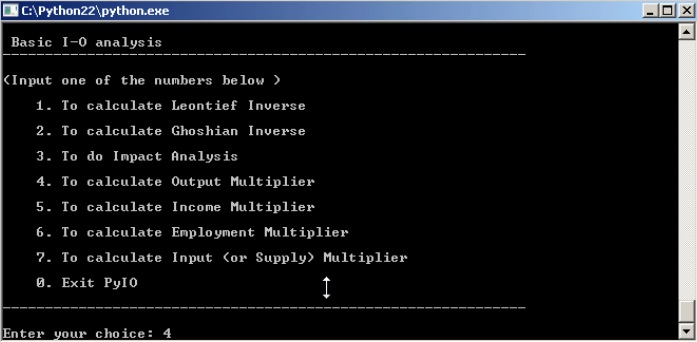 C:\Python22\python.exe
Basic I-O analysis
(Input one of the numbers below )
1. To calculate Leontief Inverse
2. To calculate Ghoshian Inverse
3. To do Impact Analysis
4. To calculate Output Multiplier
5. To calculate Income Multiplier
6. To calculate Employment Multiplier
7. To calculate Input (or Supply) Multiplier
0. Exit PyIO
Enter your choice: 4